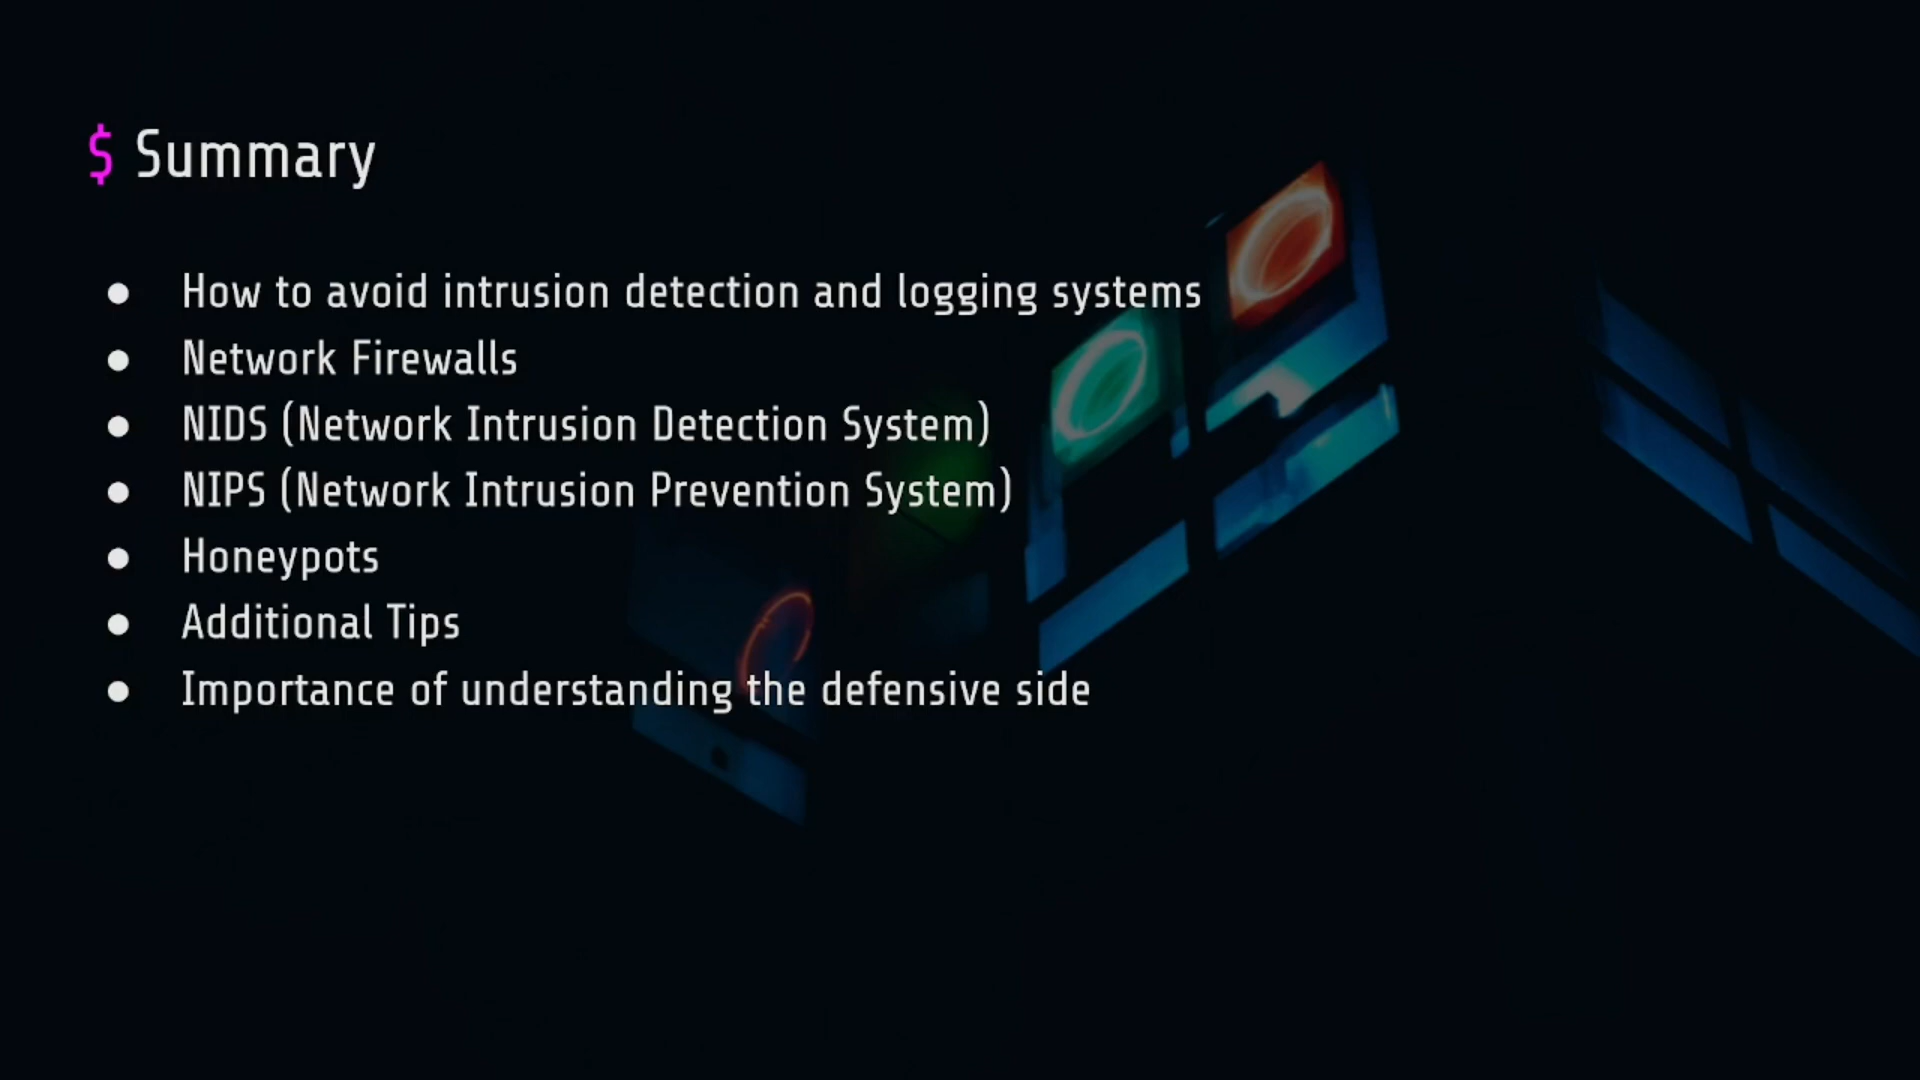 $ Summary
● How to avoid intrusion detection and logging systems
● Network Firewalls
● NIDS (Network Intrusion Detection System)
● NIPS (Network Intrusion Prevention System)
● Honeypots
● Additional Tips
● Importance of understanding the defensive side